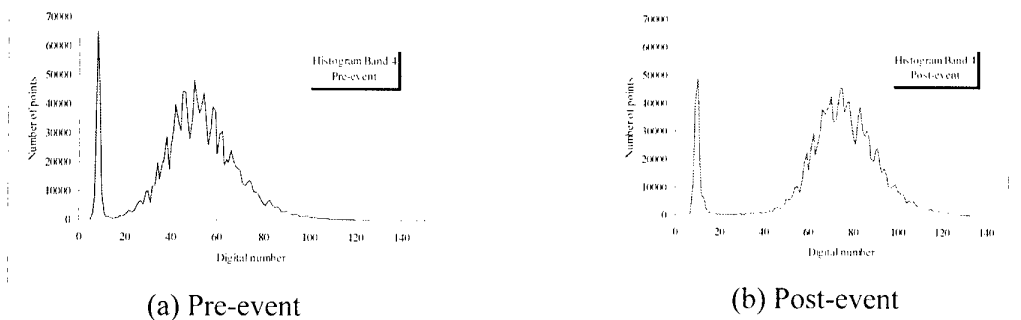 70000
60000
50000
40000
30000
20000
10000
0
Number of points
Histogram Band 4
Pre-event
0 20 40 60 80 100 120 140
Digital number
(a) Pre-event
70000
60000
50000
40000
30000
20000
10000
0
Number of points
Histogram Band 4
Post-event
0 20 40 60 80 100 120 140
Digital number
(b) Post-event